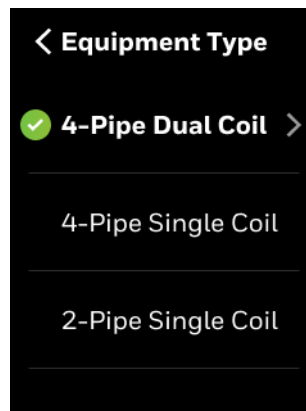 Equipment Type
4-Pipe Dual Coil
4-Pipe Single Coil
2-Pipe Single Coil